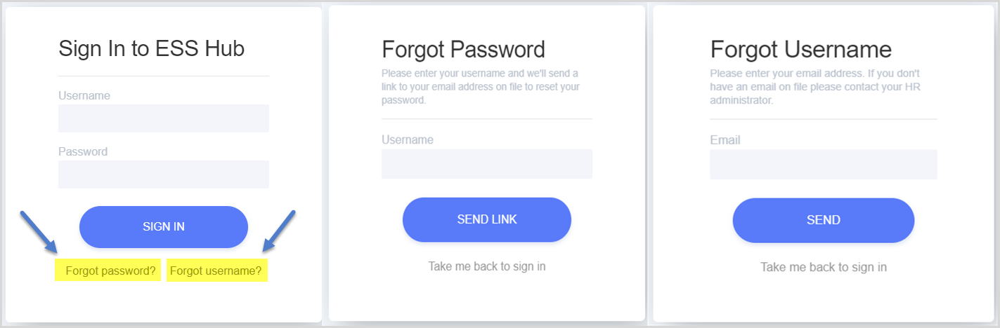 Sign In to ESS Hub
Username
Password
SIGN IN
Forgot password?
Forgot username?
Forgot Password
Please enter your username and we'll send a
link to your email address on file to reset your
password.
Username
SEND LINK
Take me back to sign in
Forgot Username
Please enter your email address. If you don't
have an email on file please contact your HR
administrator.
Email
SEND
Take me back to sign in